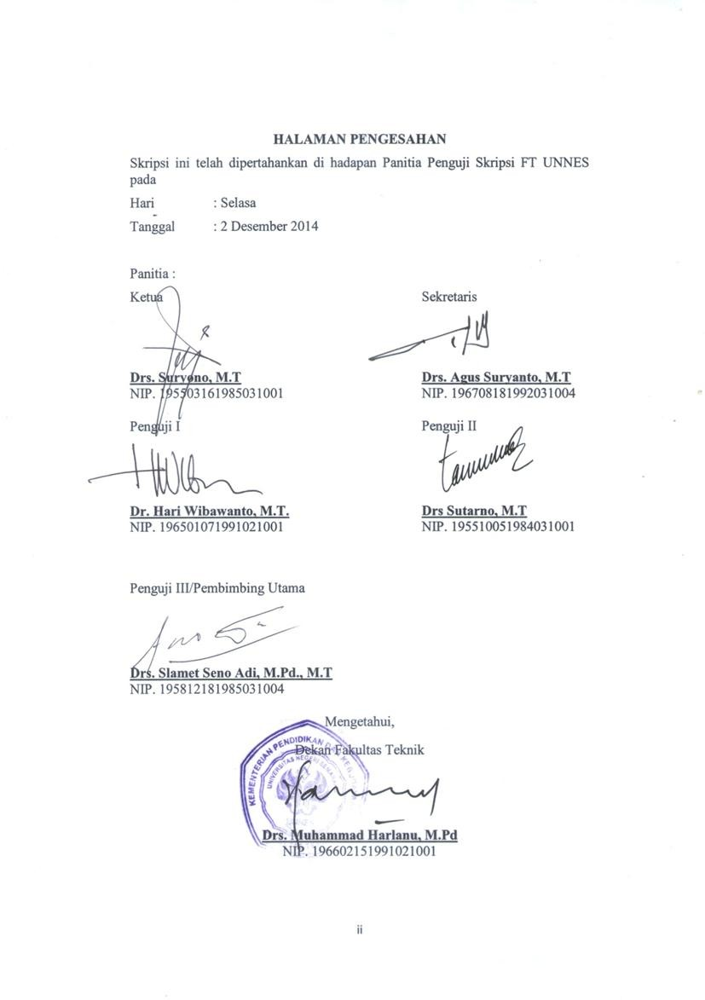 HALAMAN PENGESAHAN
Skripsi ini telah dipertahankan di hadapan Panitia Penguji Skripsi FT UNNES
pada
Hari : Selasa
Tanggal : 2 Desember 2014
Panitia :
Ketua
Sekretaris
Drs. Suryono, M.T
NIP. 195503161985031001
Drs. Agus Suryanto, M.T
NIP. 196708181992031004
Penguji I
Penguji II
Dr. Hari Wibawanto, M.T.
NIP. 196501071991021001
Drs Sutarno, M.T
NIP. 195510051984031001
Penguji III/Pembimbing Utama
Drs. Slamet Seno Adi, M.Pd., M.T
NIP. 195812181985031004
Mengetahui,
Dekan Fakultas Teknik
KEMENTERIAN PENDIDIKAN DAN
UNIVERSITAS NEGERI
UNNES
Drs. Muhammad Harlanu, M.Pd
NIP. 196602151991021001
ii